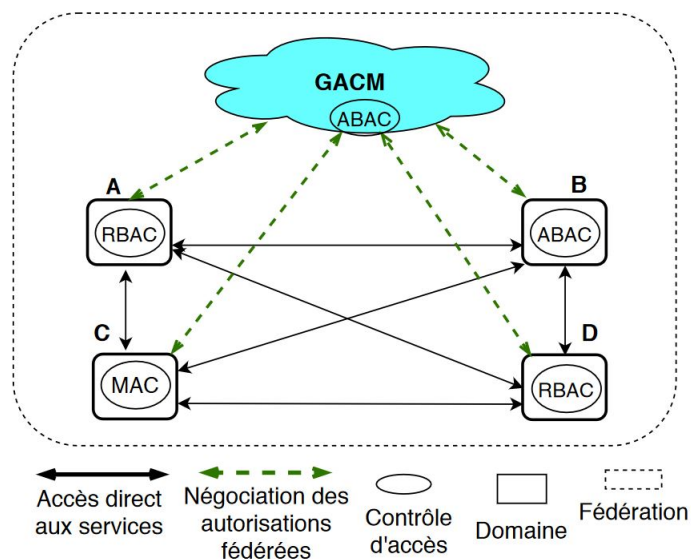 GACM
ABAC
A
B
RBAC
ABAC
C
D
MAC
RBAC
Accès direct
aux services
Négociation des
autorisations
fédérées
Contrôle
d'accès
Domaine
Fédération